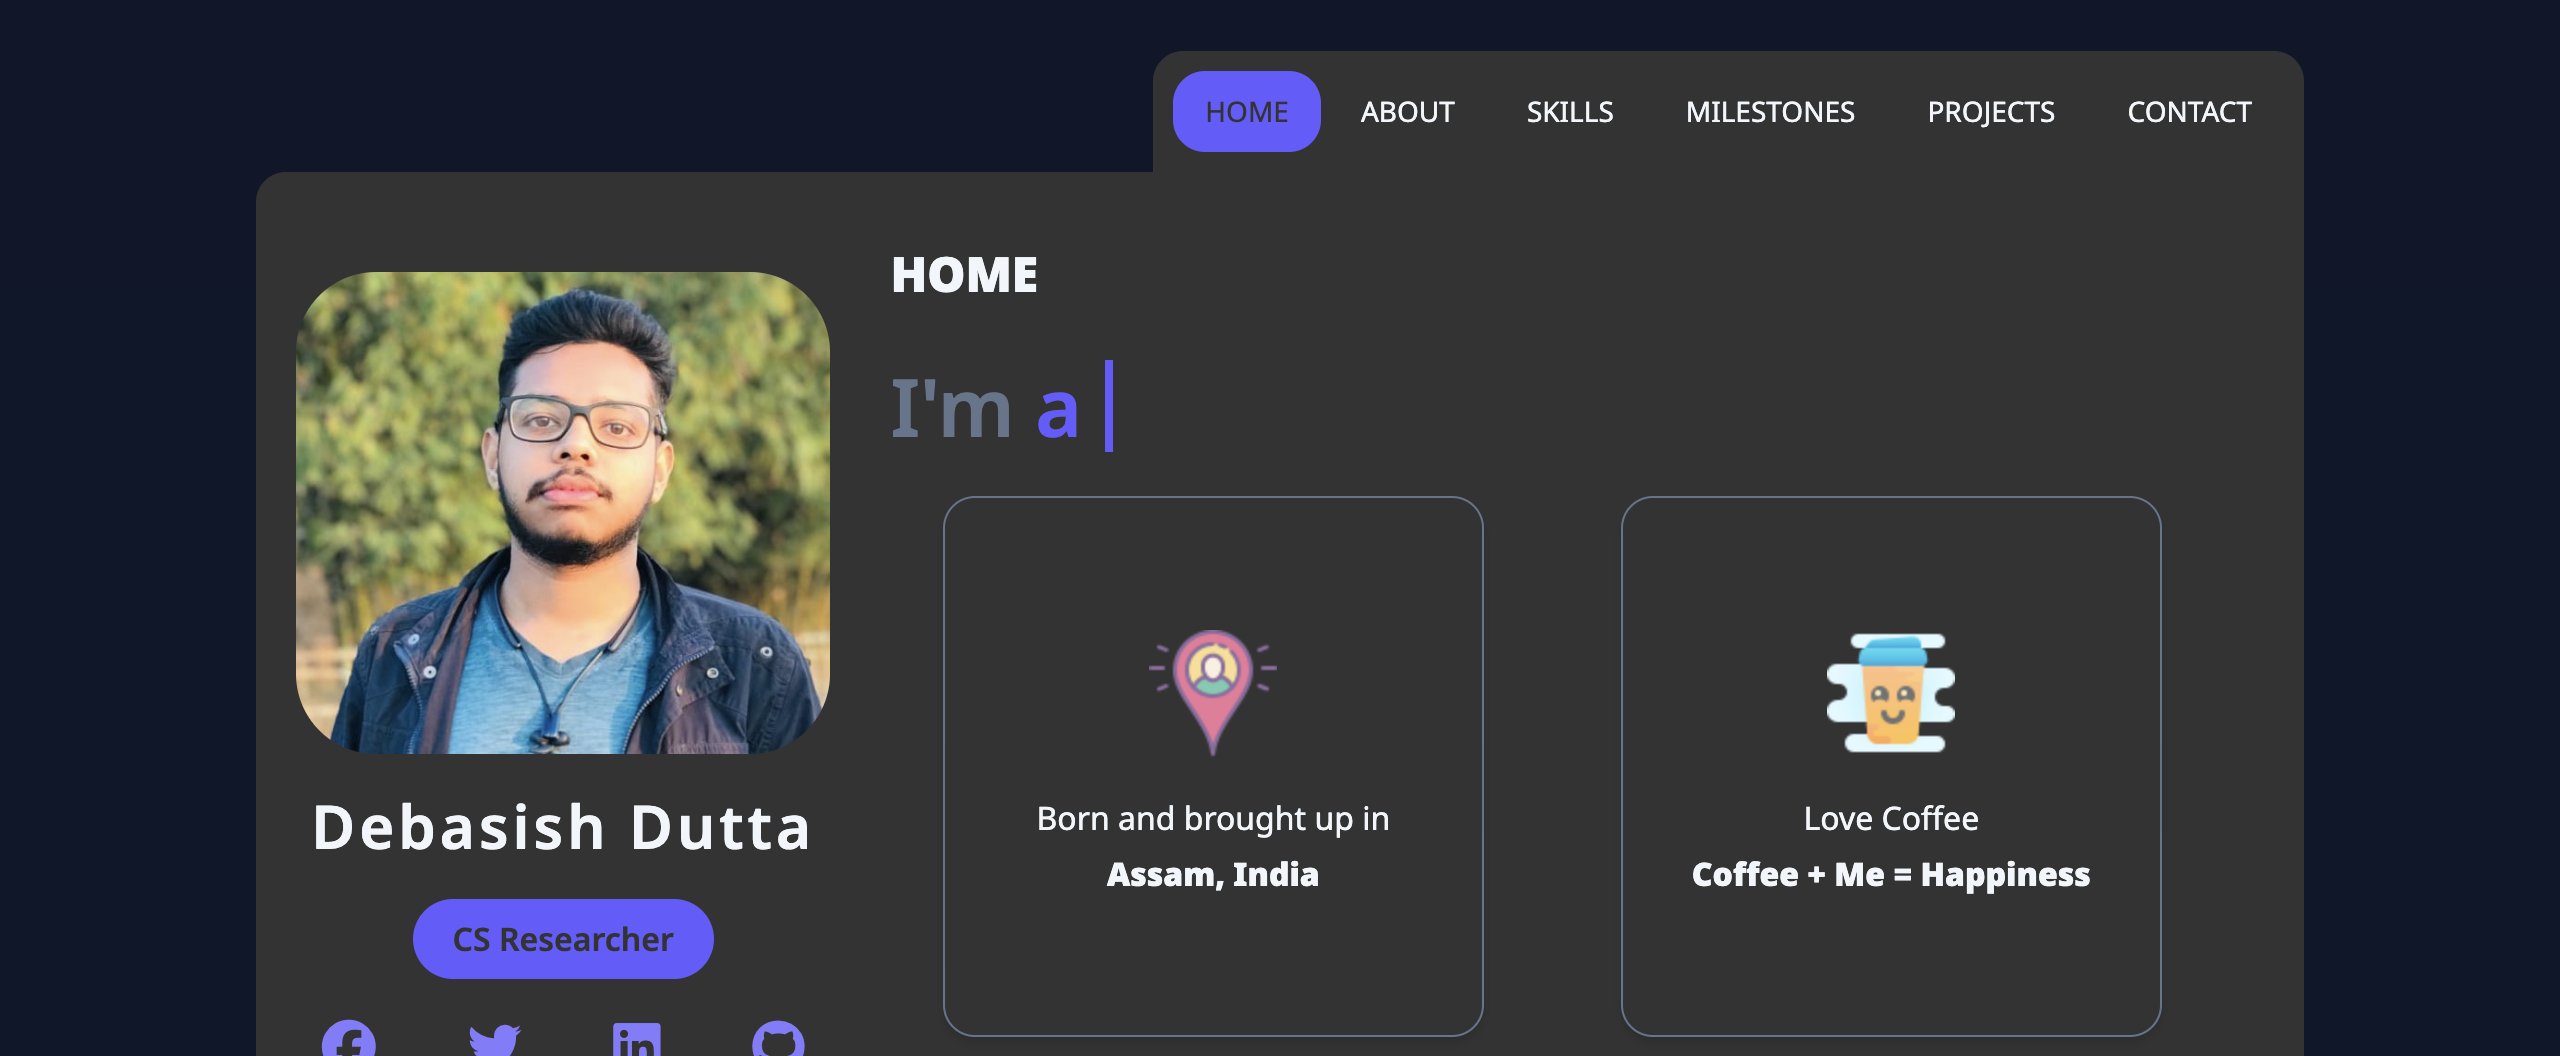 HOME
ABOUT
SKILLS
MILESTONES
PROJECTS
CONTACT
HOME
I'm a
Debasish Dutta
CS Researcher
Born and brought up in
Assam, India
Love Coffee
Coffee + Me = Happiness